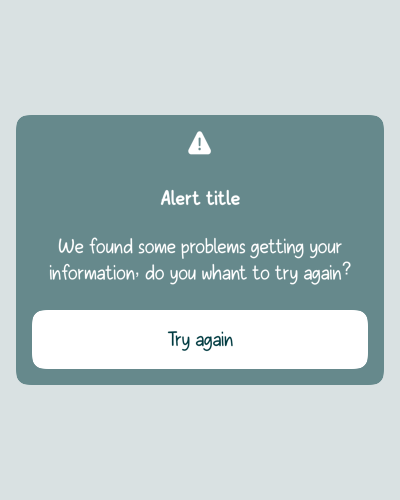 Alert title
We found some problems getting your
information, do you whant to try again?
Try again